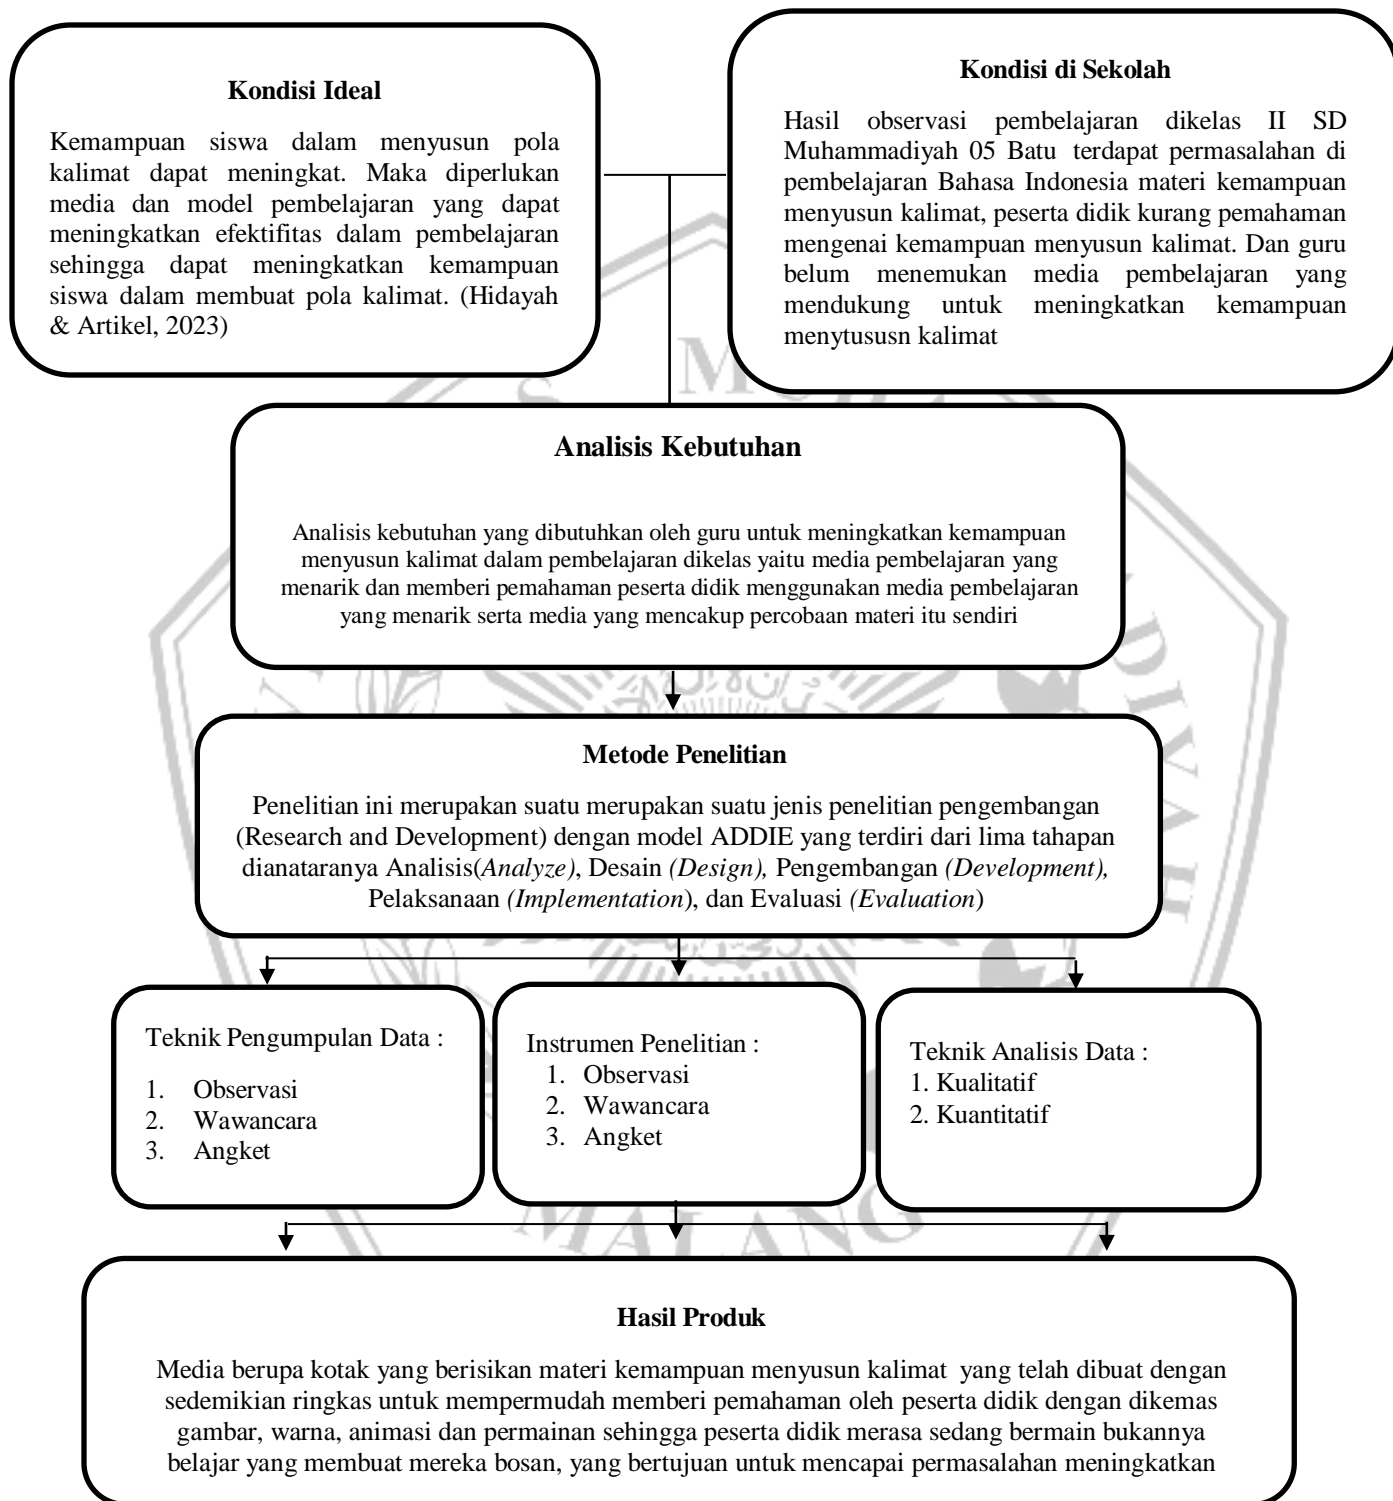 Kondisi Ideal
Kemampuan siswa dalam menyusun pola
kalimat dapat meningkat. Maka diperlukan
media dan model pembelajaran yang dapat
meningkatkan efektifitas dalam pembelajaran
sehingga dapat meningkatkan kemampuan
siswa dalam membuat pola kalimat. (Hidayah
& Artikel, 2023)
Kondisi di Sekolah
Hasil observasi pembelajaran dikelas II SD
Muhammadiyah 05 Batu terdapat permasalahan di
pembelajaran Bahasa Indonesia materi kemampuan
menyusun kalimat, peserta didik kurang pemahaman
mengenai kemampuan menyusun kalimat. Dan guru
belum menemukan media pembelajaran yang
mendukung untuk meningkatkan kemampuan
menytususn kalimat
Analisis Kebutuhan
Analisis kebutuhan yang dibutuhkan oleh guru untuk meningkatkan kemampuan
menyusun kalimat dalam pembelajaran dikelas yaitu media pembelajaran yang
menarik dan memberi pemahaman peserta didik menggunakan media pembelajaran
yang menarik serta media yang mencakup percobaan materi itu sendiri
Metode Penelitian
Penelitian ini merupakan suatu merupakan suatu jenis penelitian pengembangan
(Research and Development) dengan model ADDIE yang terdiri dari lima tahapan
dianataranya Analisis(Analyze), Desain (Design), Pengembangan (Development),
Pelaksanaan (Implementation), dan Evaluasi (Evaluation)
Teknik Pengumpulan Data :
1. Observasi
2. Wawancara
3. Angket
Instrumen Penelitian :
1. Observasi
2. Wawancara
3. Angket
Teknik Analisis Data :
1. Kualitatif
2. Kuantitatif
MALANG
Hasil Produk
Media berupa kotak yang berisikan materi kemampuan menyusun kalimat yang telah dibuat dengan
sedemikian ringkas untuk mempermudah memberi pemahaman oleh peserta didik dengan dikemas
gambar, warna, animasi dan permainan sehingga peserta didik merasa sedang bermain bukannya
belajar yang membuat mereka bosan, yang bertujuan untuk mencapai permasalahan meningkatkan